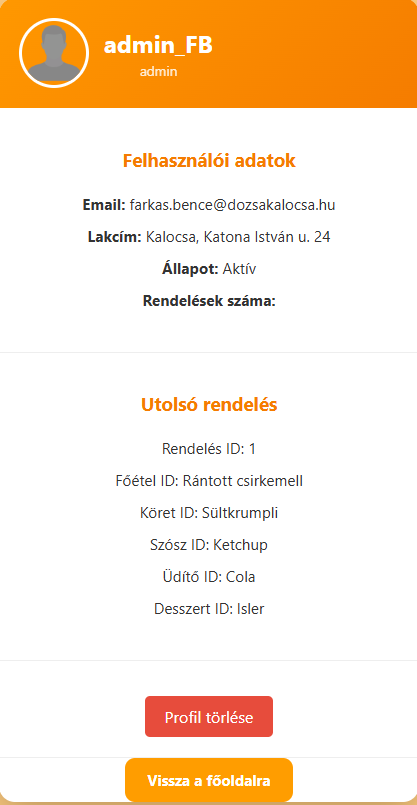 admin_FB
admin
Felhasználói adatok
Email: farkas.bence@dozsakalocsa.hu
Lakcím: Kalocsa, Katona István u. 24
Állapot: Aktív
Rendelések száma:
Utolsó rendelés
Rendelés ID: 1
Főétel ID: Rántott csirkemell
Köret ID: Sültkrumpli
Szósz ID: Ketchup
Üdítő ID: Cola
Desszert ID: Isler
Profil törlése
Vissza a főoldalra